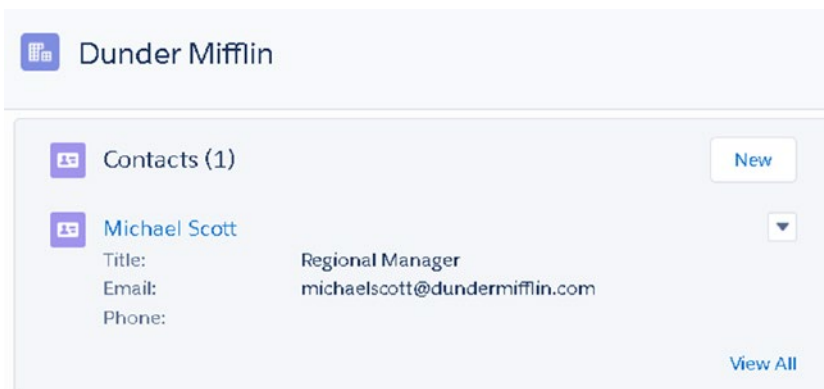 Dunder Mifflin
Contacts (1) New
Michael Scott
Title: Regional Manager
Email: michaelscott@dundermifflin.com
Phone:
View All